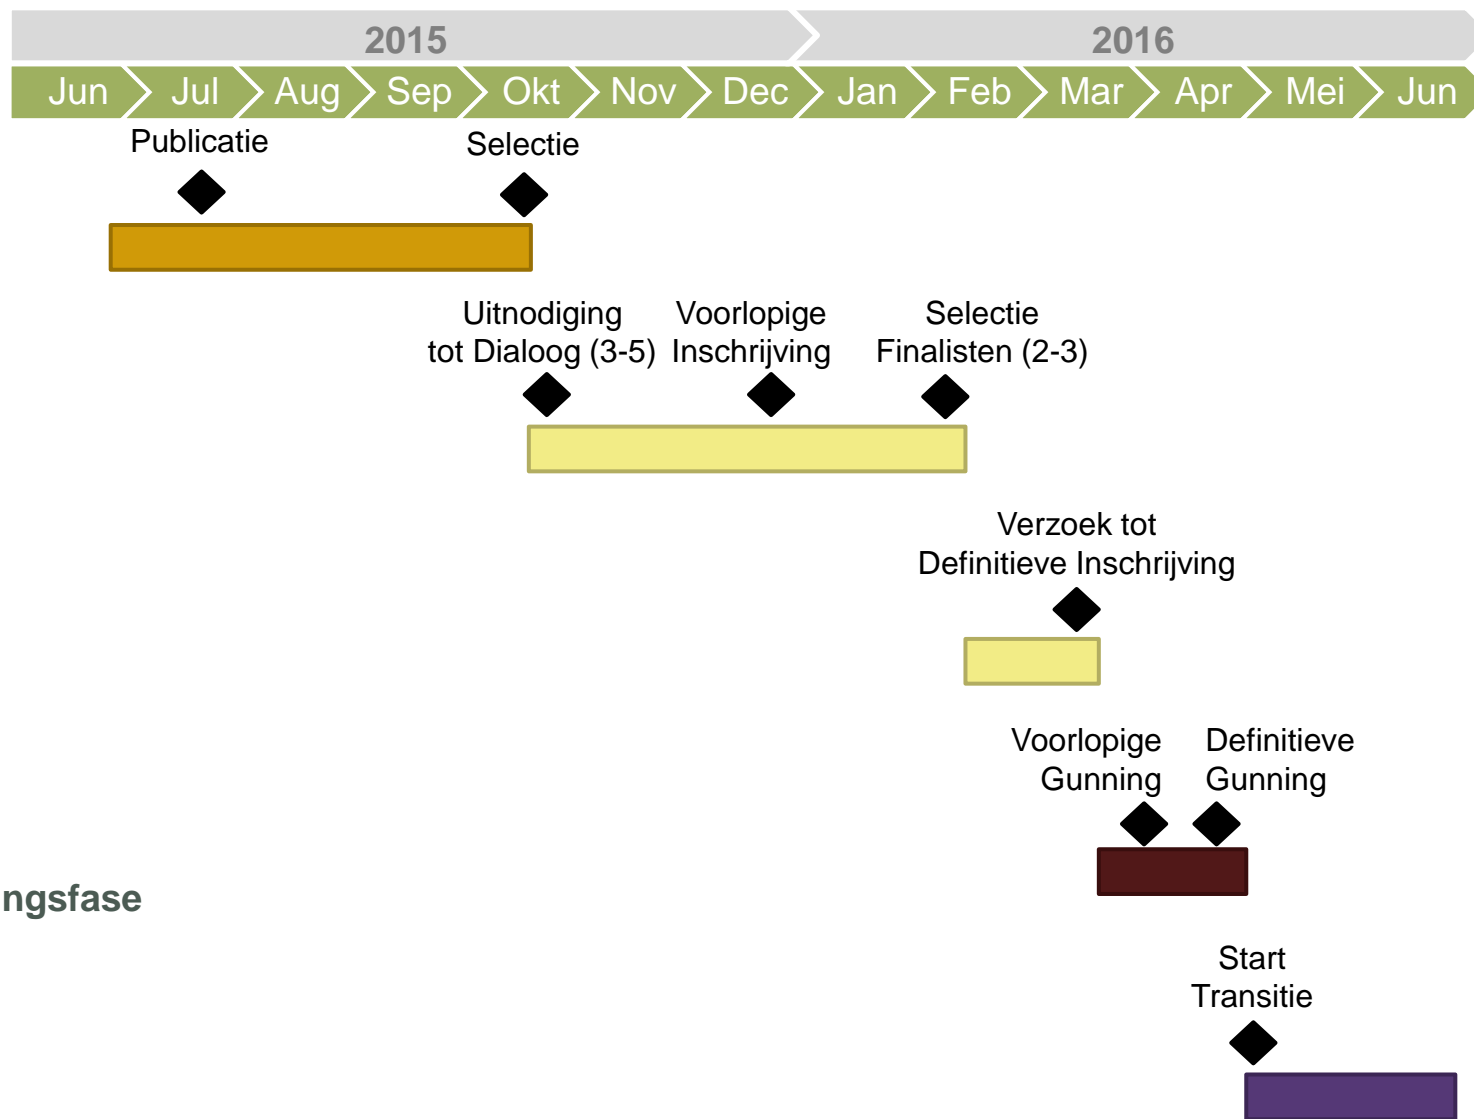 2015 2016
Jun Jul Aug Sep Okt Nov Dec Jan Feb Mar Apr Mei Jun
Publicatie Selectie
Uitnodiging Voorlopige Selectie
tot Dialoog (3-5) Inschrijving Finalisten (2-3)
Verzoek tot
Definitieve Inschrijving
Voorlopige Definitieve
Gunning Gunning
ngsfase
Start
Transitie